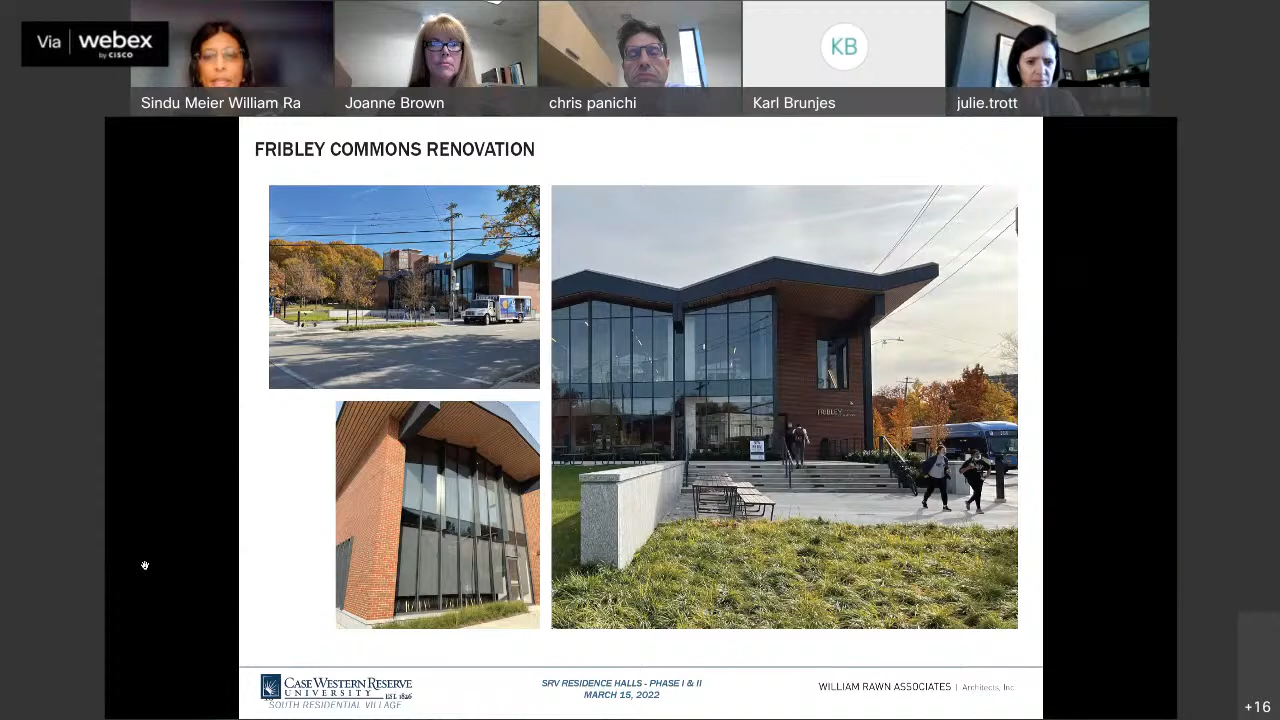 Via webex
by CISCO
Sindu Meier William Ra
Joanne Brown
chris panichi
KB
Karl Brunjes
julie.trott
FRIBLEY COMMONS RENOVATION
FRIBLEY
CASE WESTERN RESERVE
UNIVERSITY EST. 1826
SOUTH RESIDENTIAL VILLAGE
SRV RESIDENCE HALLS - PHASE I & II
MARCH 15, 2022
WILLIAM RAWN ASSOCIATES | Architects, Inc
+16